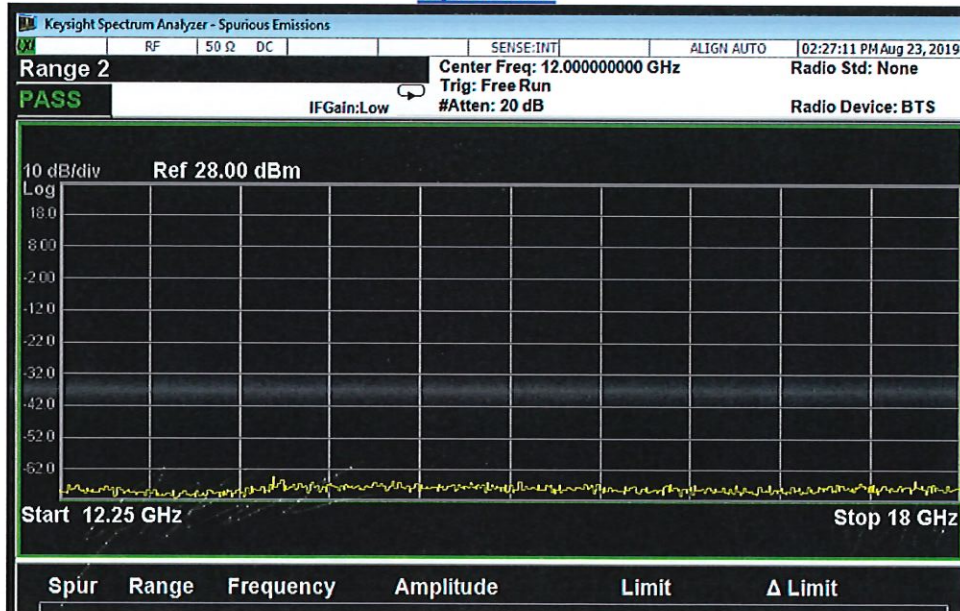 Keysight Spectrum Analyzer - Spurious Emissions
RF 50 Ω DC SENSE:INT ALIGN AUTO 02:27:11 PM Aug 23, 2019
Range 2 Center Freq: 12.000000000 GHz Radio Std: None
Trig: Free Run
PASS IFGain:Low #Atten: 20 dB Radio Device: BTS
10 dB/div Ref 28.00 dBm
Log
18.0
8.00
-2.00
-12.0
-22.0
-32.0
-42.0
-52.0
-62.0
Start 12.25 GHz Stop 18 GHz
Spur Range Frequency Amplitude Limit Δ Limit